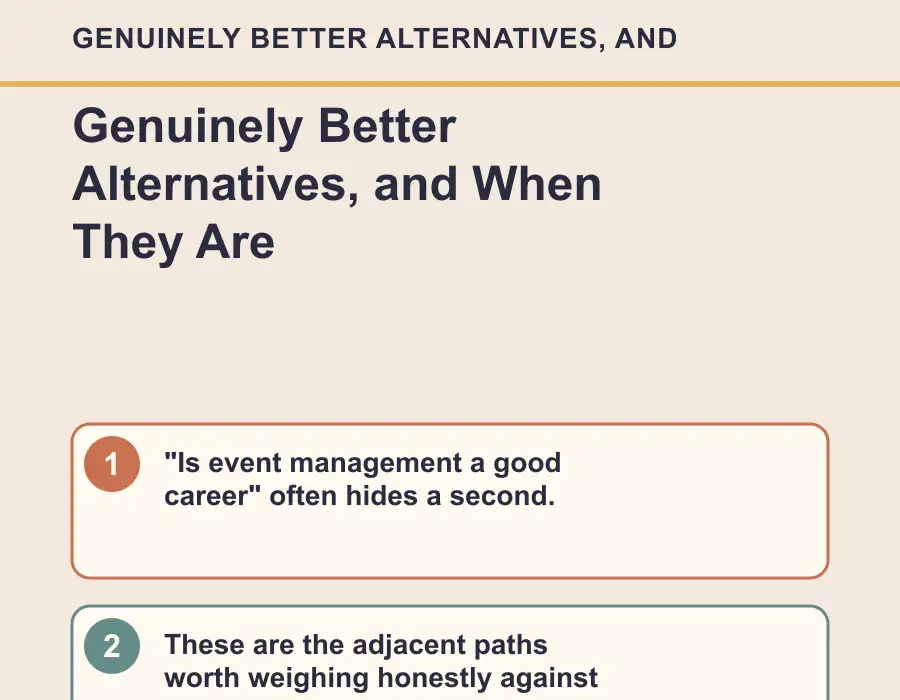 GENUINELY BETTER ALTERNATIVES, AND
Genuinely Better
Alternatives, and When
They Are
1
"Is event management a good
career" often hides a second.
2
These are the adjacent paths
worth weighing honestly against